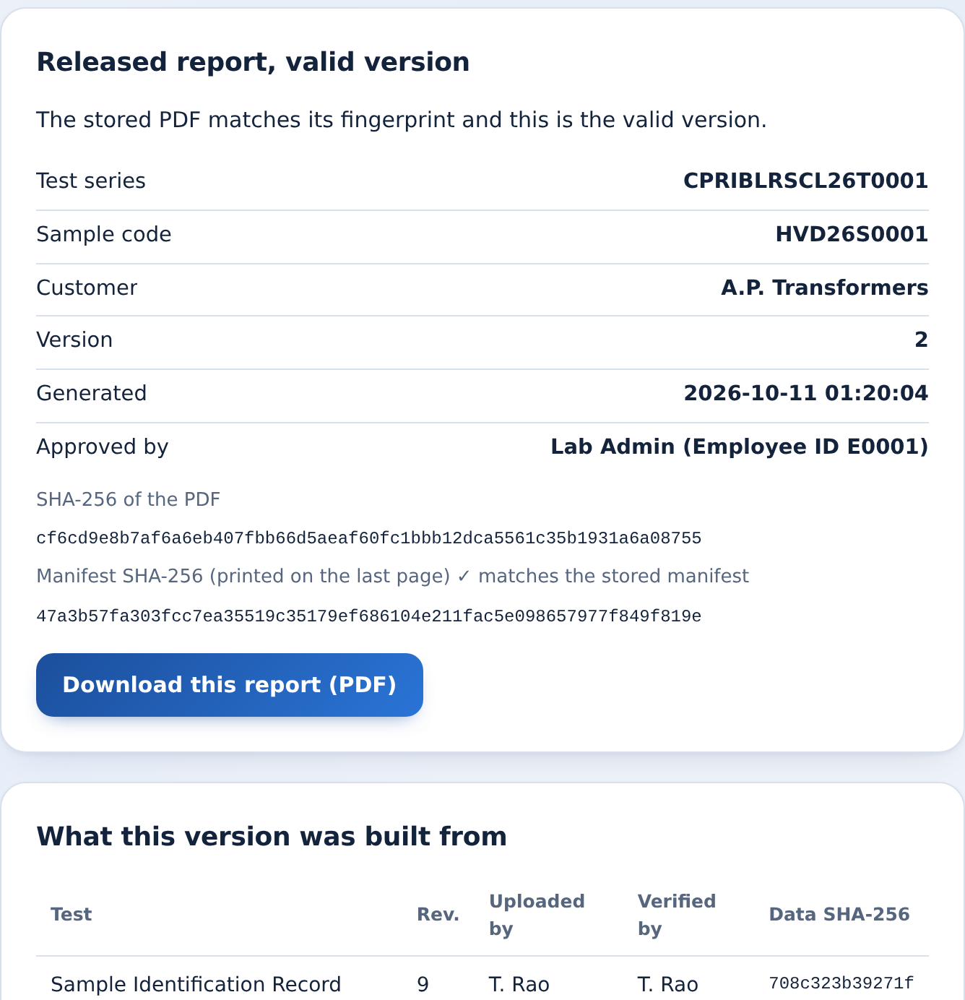 Released report, valid version
The stored PDF matches its fingerprint and this is the valid version.
Test series CPRIBLRSCL26T0001
Sample code HVD26S0001
Customer A.P. Transformers
Version 2
Generated 2026-10-11 01:20:04
Approved by Lab Admin (Employee ID E0001)
SHA-256 of the PDF
cf6cd9e8b7af6a6eb407fbb66d5aeaf60fc1bbb12dca5561c35b1931a6a08755
Manifest SHA-256 (printed on the last page) ✓ matches the stored manifest
47a3b57fa303fcc7ea35519c35179ef686104e211fac5e098657977f849f819e
Download this report (PDF)
What this version was built from
Test Rev. Uploaded by Verified by Data SHA-256
Sample Identification Record 9 T. Rao T. Rao 708c323b39271f